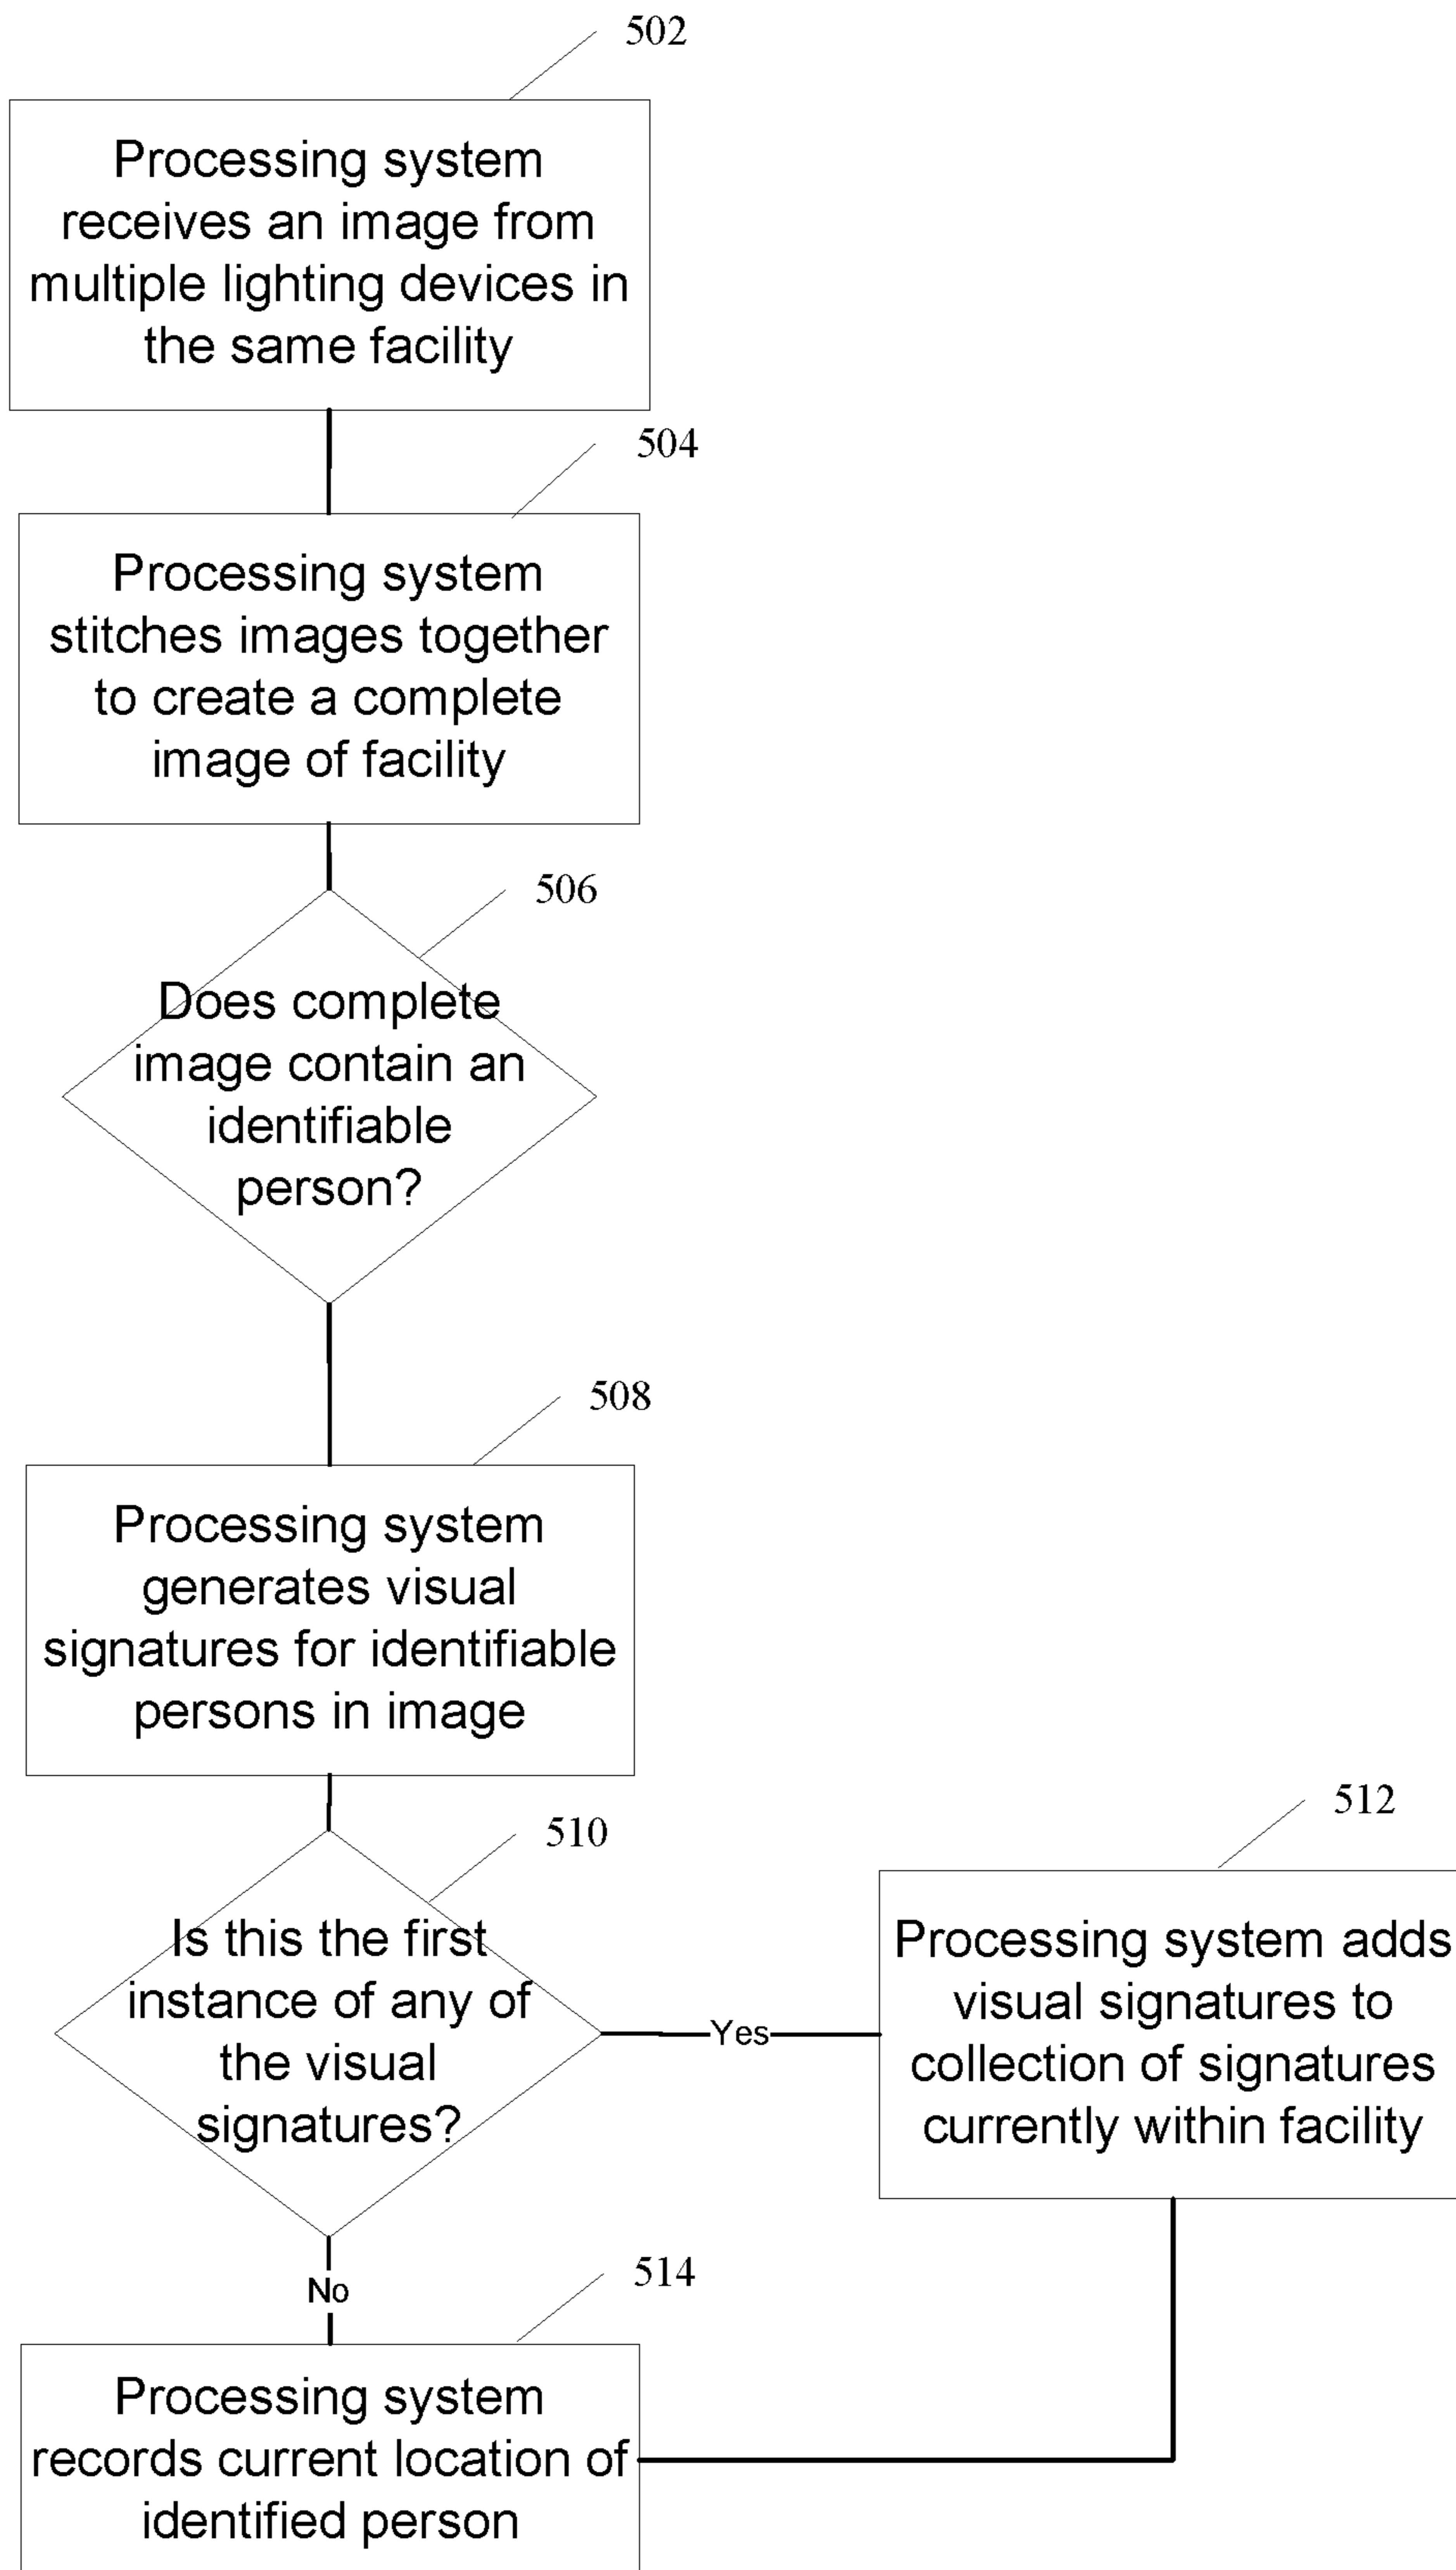 502
Processing system
receives an image from
multiple lighting devices in
the same facility
504
Processing system
stitches images together
to create a complete
image of facility
506
Does complete
image contain an
identifiable
person?
508
Processing system
generates visual
signatures for identifiable
persons in image
510
Is this the first
instance of any of
the visual
signatures?
Yes
512
Processing system adds
visual signatures to
collection of signatures
currently within facility
No
514
Processing system
records current location of
identified person